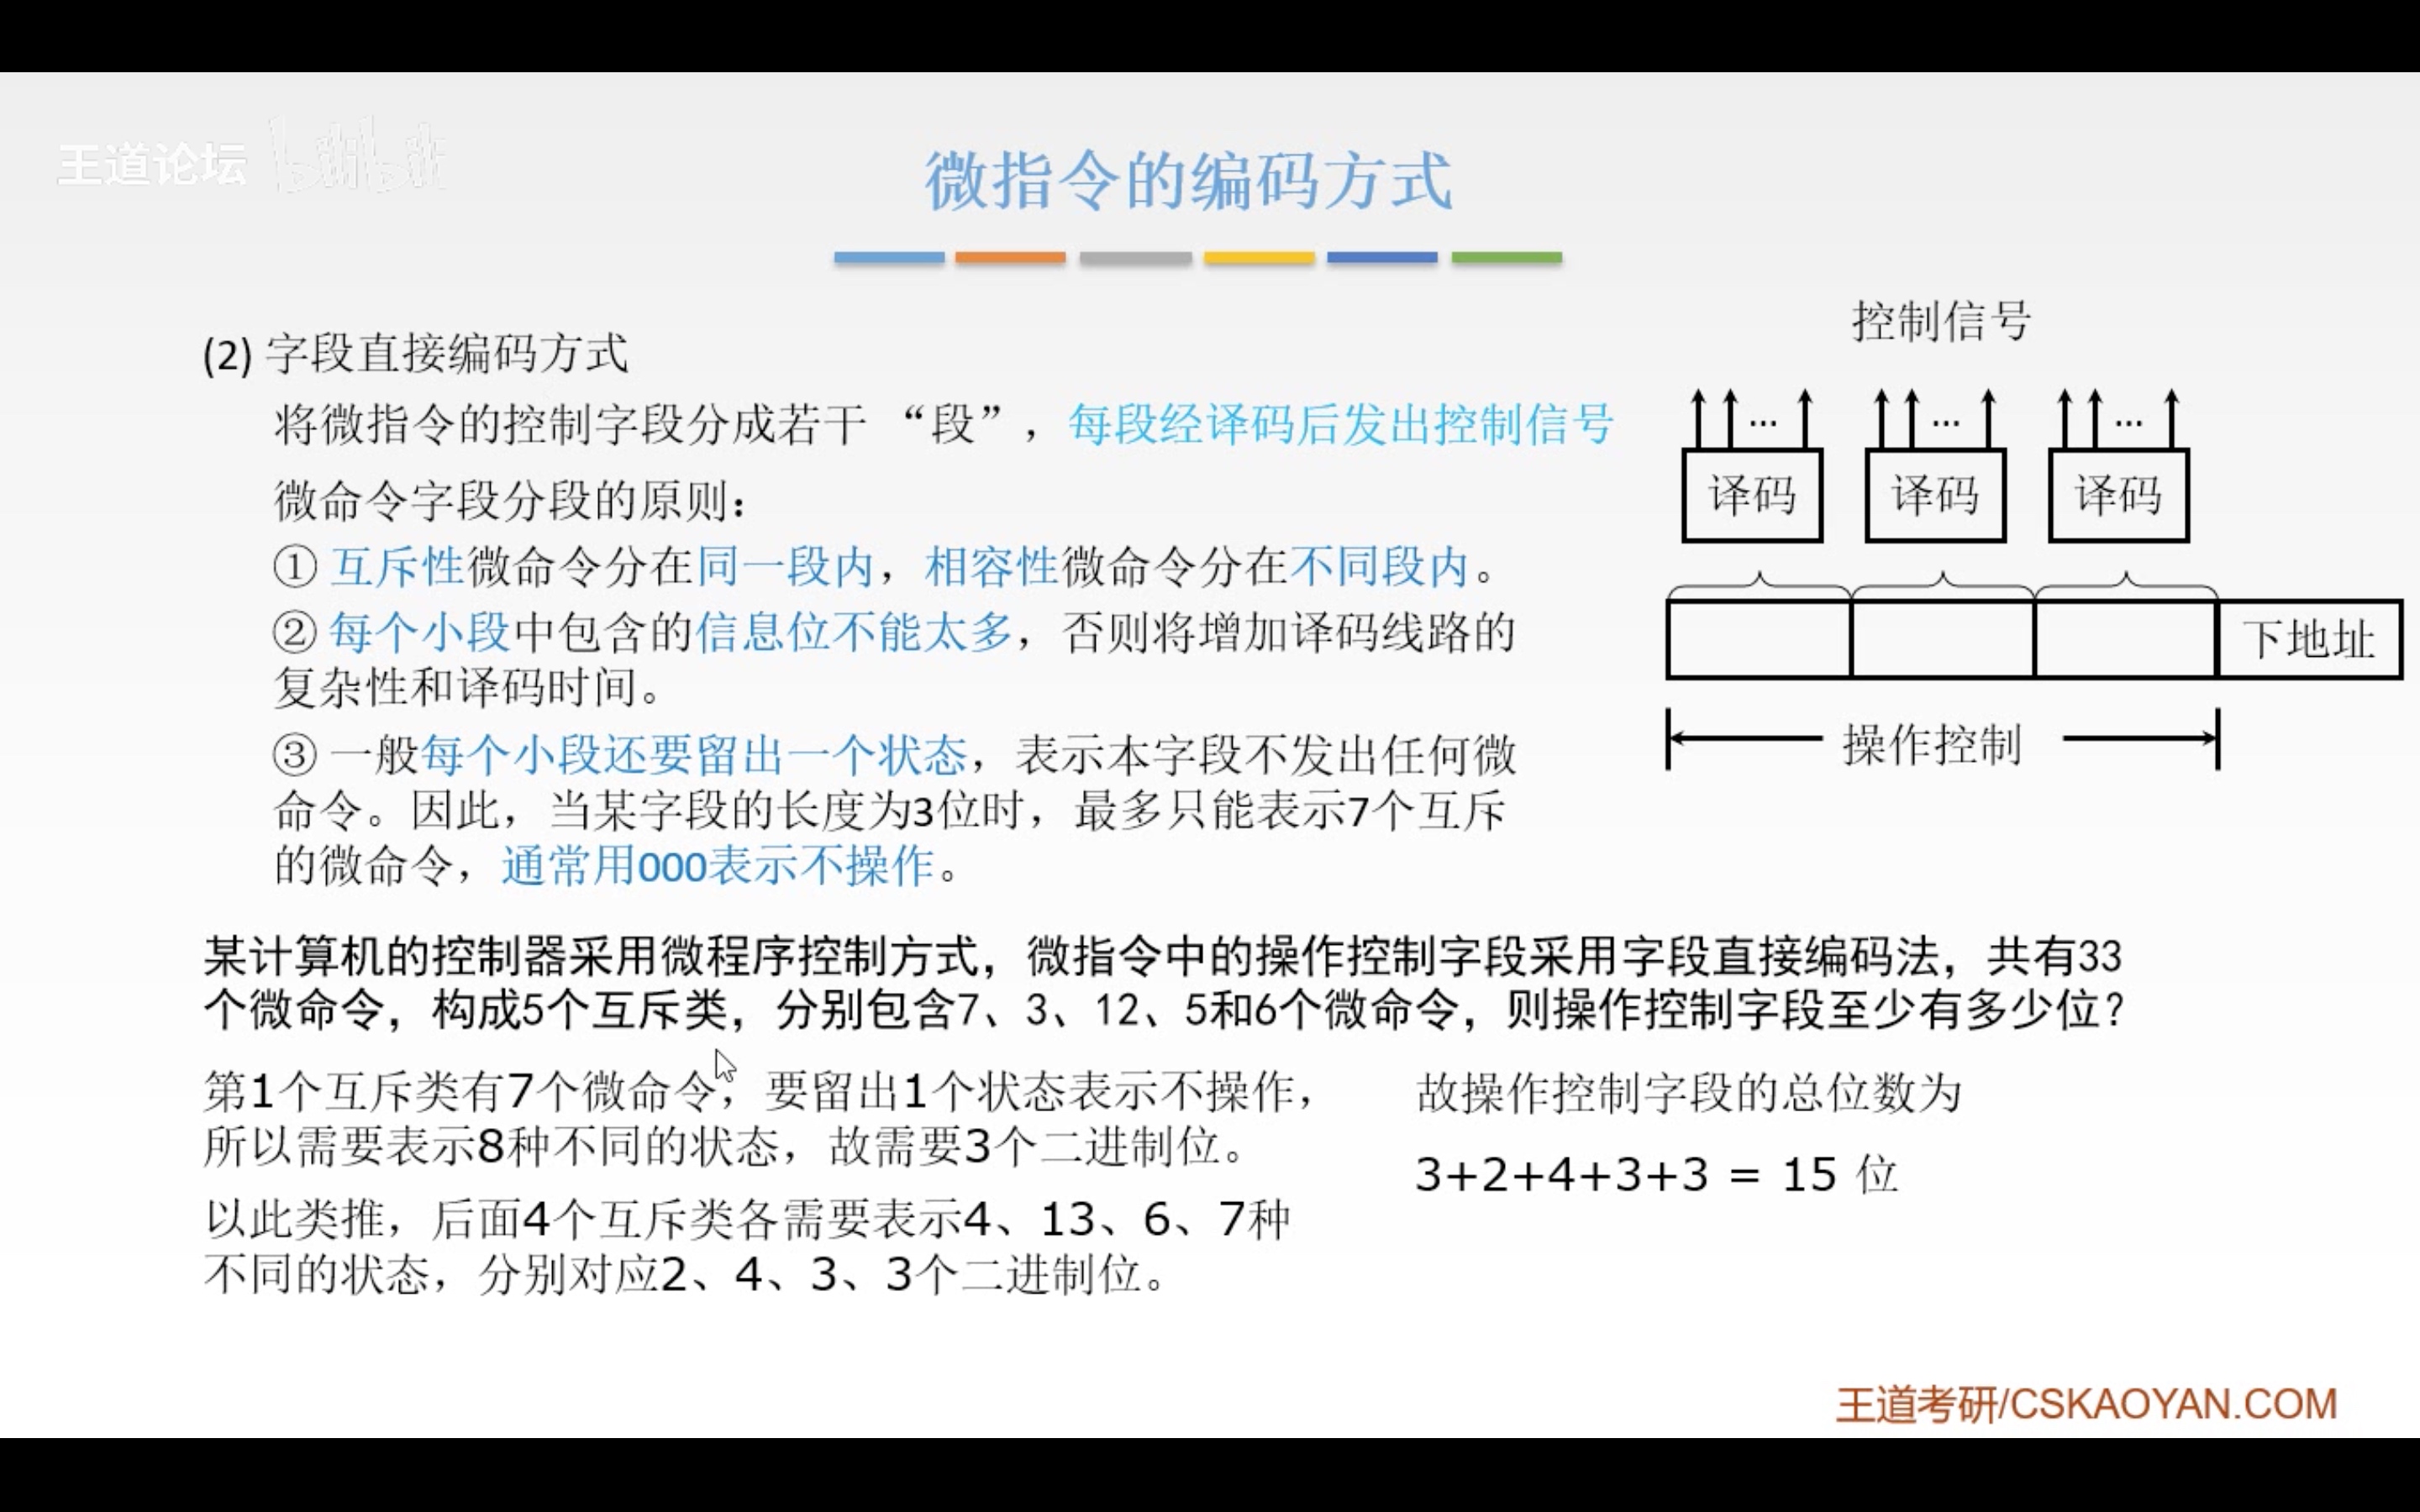 王道论坛 bilibili
微指令的编码方式
(2) 字段直接编码方式
将微指令的控制字段分成若干 “段”，每段经译码后发出控制信号
微命令字段分段的原则：
① 互斥性微命令分在同一段内，相容性微命令分在不同段内。
② 每个小段中包含的信息位不能太多，否则将增加译码线路的
复杂性和译码时间。
③ 一般每个小段还要留出一个状态，表示本字段不发出任何微
命令。因此，当某字段的长度为3位时，最多只能表示7个互斥
的微命令，通常用000表示不操作。
控制信号
... ... ...
译码 译码 译码
下地址
操作控制
某计算机的控制器采用微程序控制方式，微指令中的操作控制字段采用字段直接编码法，共有33
个微命令，构成5个互斥类，分别包含7、3、12、5和6个微命令，则操作控制字段至少有多少位？
第1个互斥类有7个微命令，要留出1个状态表示不操作，
所以需要表示8种不同的状态，故需要3个二进制位。
以此类推，后面4个互斥类各需要表示4、13、6、7种
不同的状态，分别对应2、4、3、3个二进制位。
故操作控制字段的总位数为
3+2+4+3+3 = 15 位
王道考研/CSKAOYAN.COM